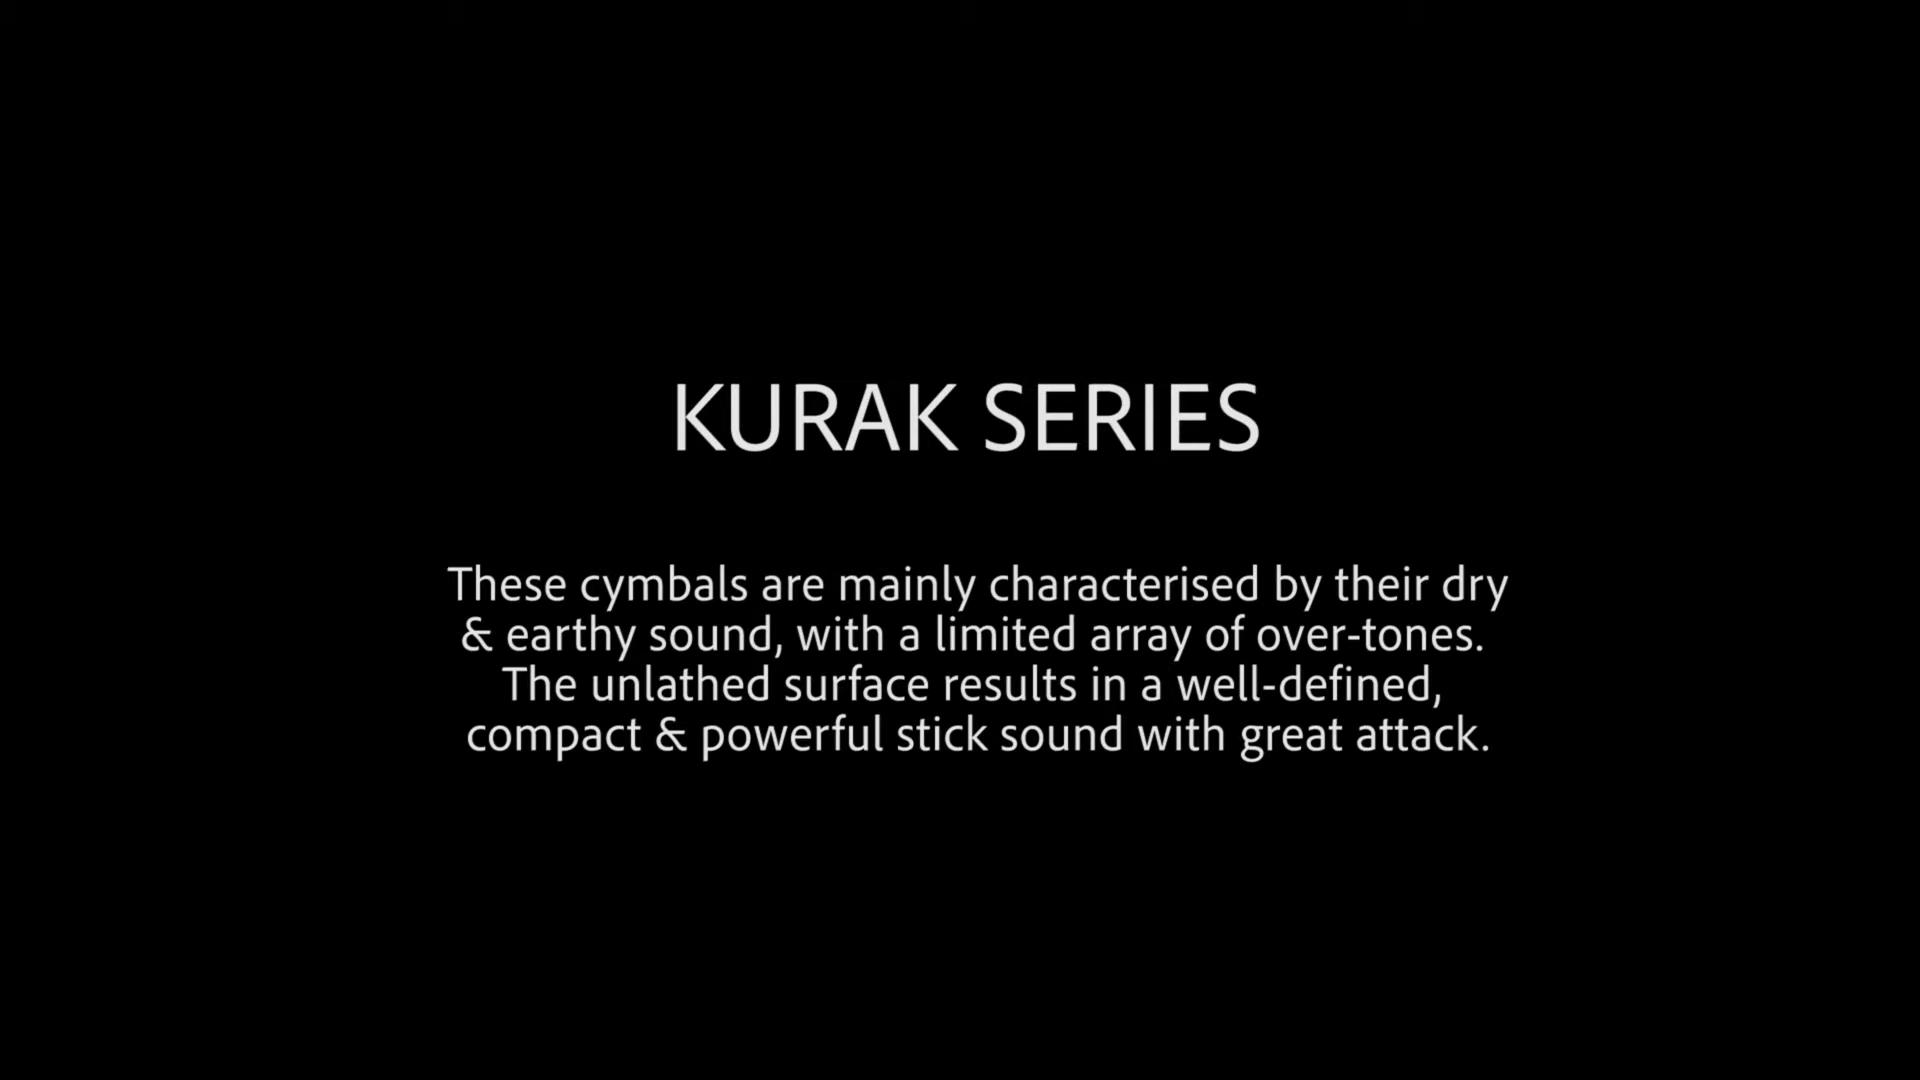 KURAK SERIES
These cymbals are mainly characterised by their dry
& earthy sound, with a limited array of over-tones.
The unlathed surface results in a well-defined,
compact & powerful stick sound with great attack.